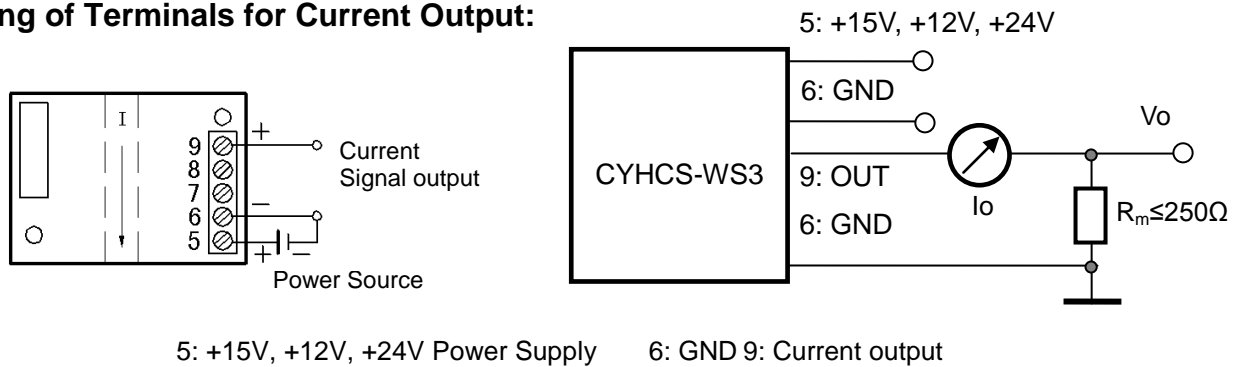 ng of Terminals for Current Output:
I
9
8
7
6
5
+
−
+
−
Current
Signal output
Power Source
5: +15V, +12V, +24V
6: GND
CYHCS-WS3
9: OUT
6: GND
Io
Vo
Rₘ≤250Ω
5: +15V, +12V, +24V Power Supply 6: GND 9: Current output